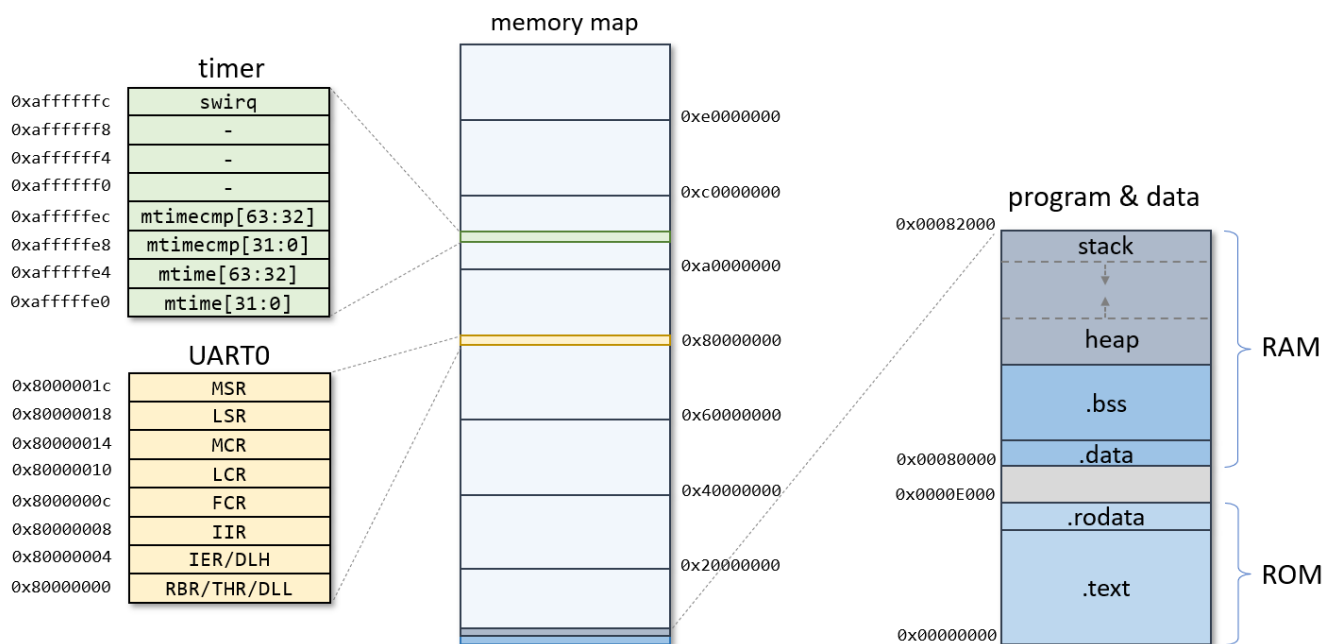 memory map
timer
0xaffffffc swirq
0xaffffff8 -
0xaffffff4 -
0xaffffff0 -
0xafffffec mtimecmp[63:32]
0xafffffe8 mtimecmp[31:0]
0xafffffe4 mtime[63:32]
0xafffffe0 mtime[31:0]
UART0
0x8000001c MSR
0x80000018 LSR
0x80000014 MCR
0x80000010 LCR
0x8000000c FCR
0x80000008 IIR
0x80000004 IER/DLH
0x80000000 RBR/THR/DLL
0xe0000000
0xc0000000
0xa0000000
0x80000000
0x60000000
0x40000000
0x20000000
program & data
0x00082000
stack
heap
.bss
0x00080000 .data
RAM
0x0000E000
.rodata
.text
0x00000000
ROM